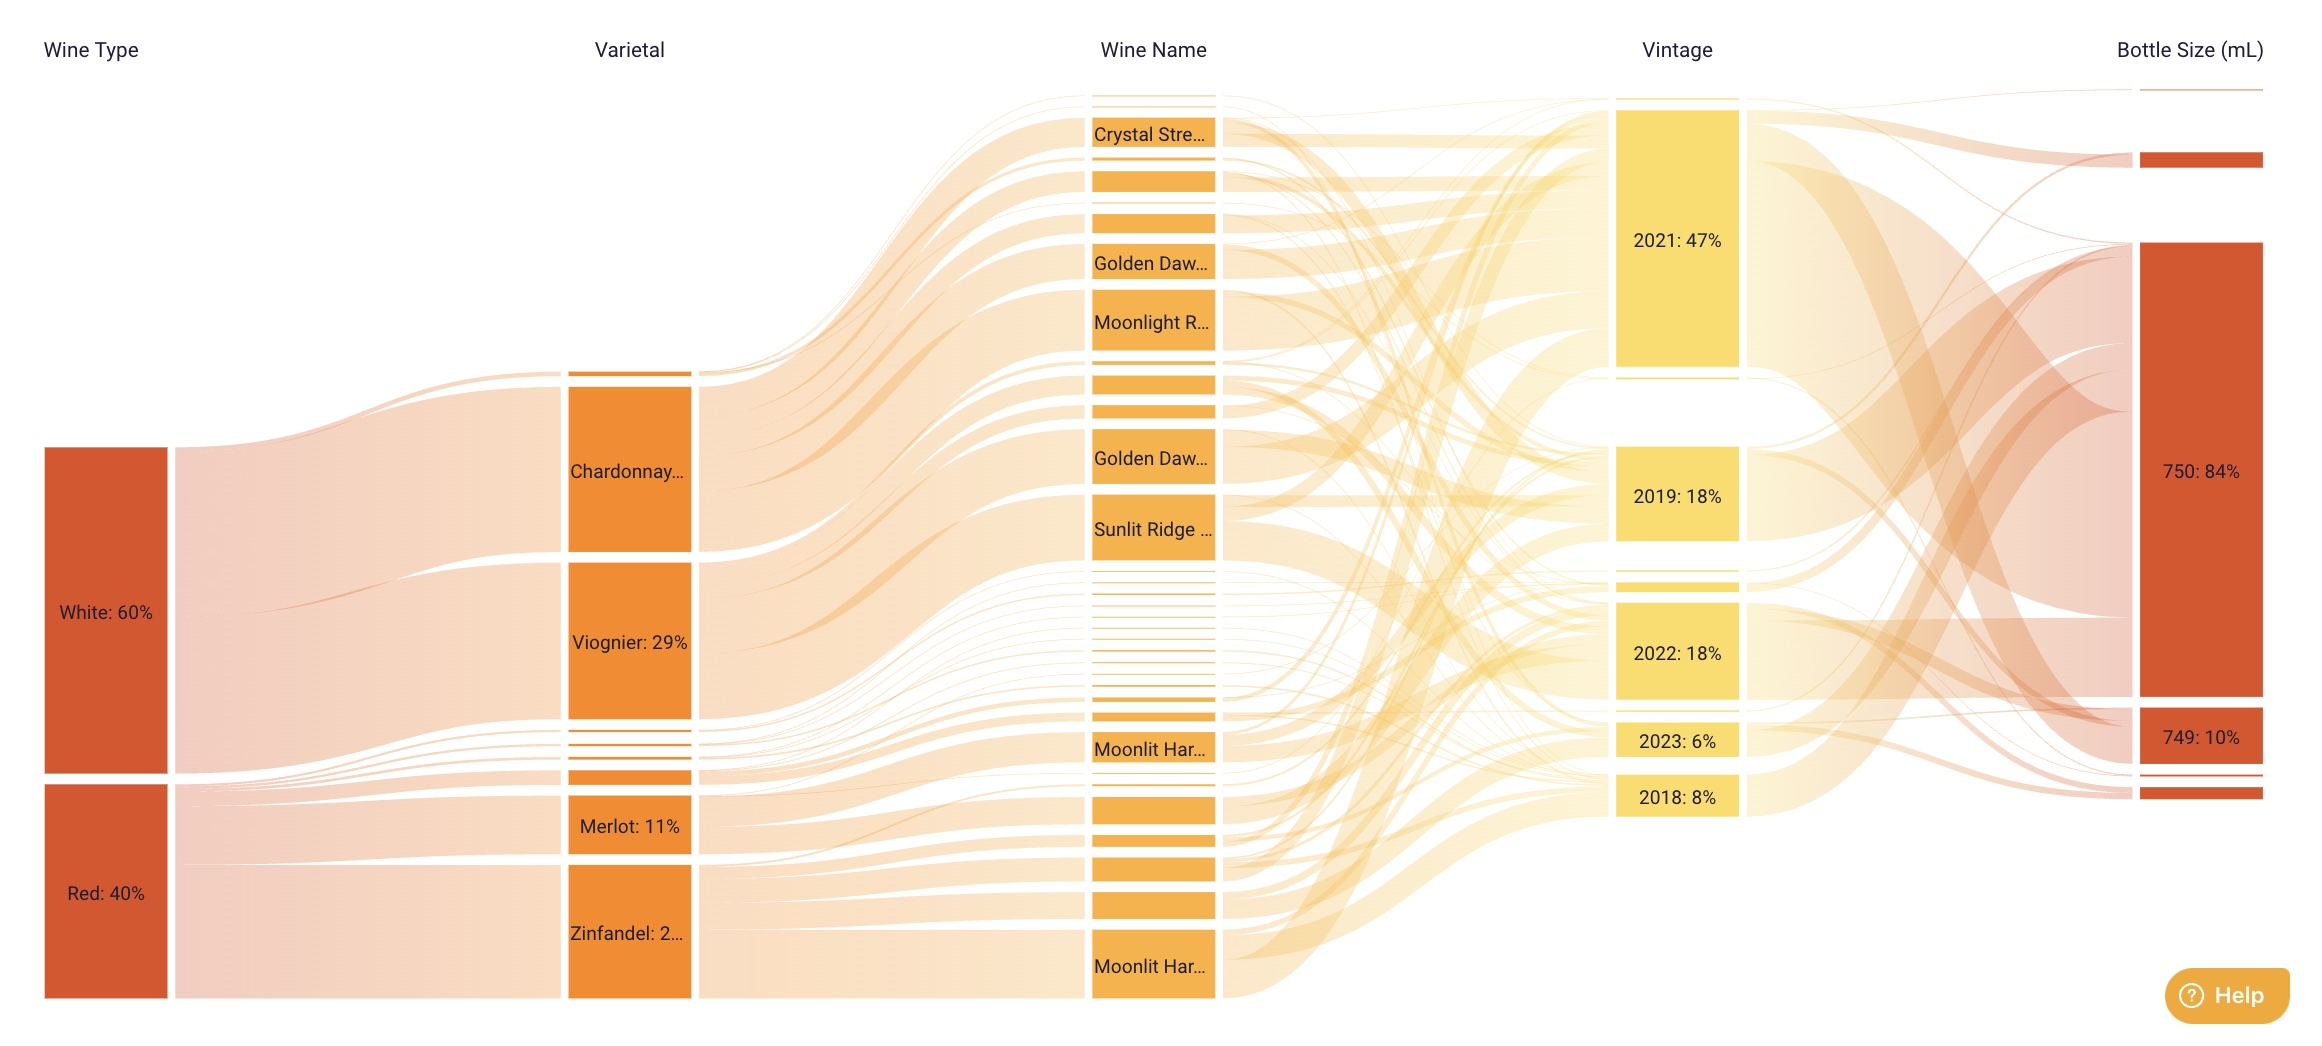 Wine Type
Varietal
Wine Name
Vintage
Bottle Size (mL)
White: 60%
Red: 40%
Chardonnay...
Viognier: 29%
Merlot: 11%
Zinfandel: 2...
Crystal Stre...
Golden Daw...
Moonlight R...
Golden Daw...
Sunlit Ridge ...
Moonlit Har...
Moonlit Har...
2021: 47%
2019: 18%
2022: 18%
2023: 6%
2018: 8%
750: 84%
749: 10%
? Help